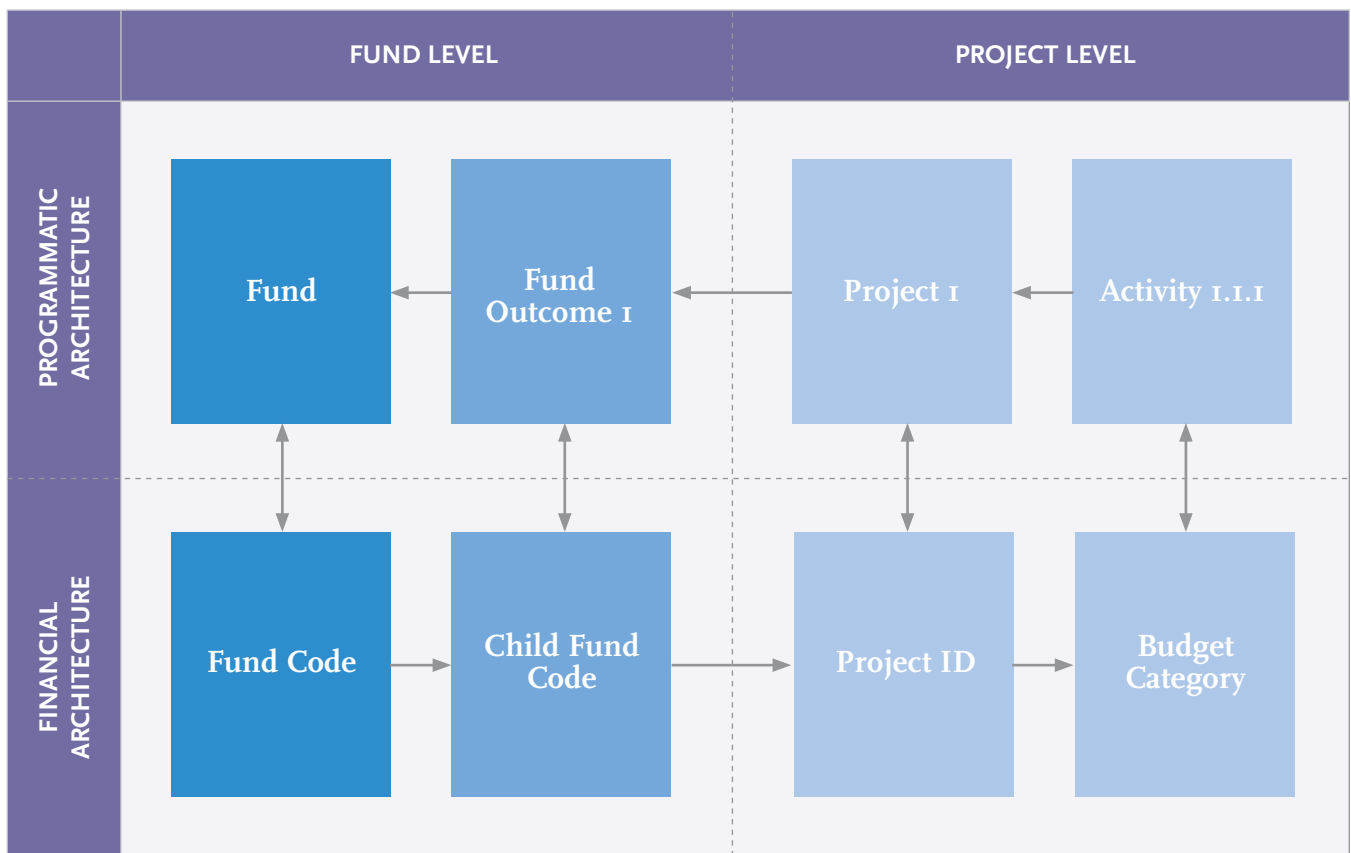 FUND LEVEL
PROJECT LEVEL
PROGRAMMATIC
ARCHITECTURE
Fund
Fund
Outcome 1
Project 1
Activity 1.1.1
FINANCIAL
ARCHITECTURE
Fund Code
Child Fund
Code
Project ID
Budget
Category